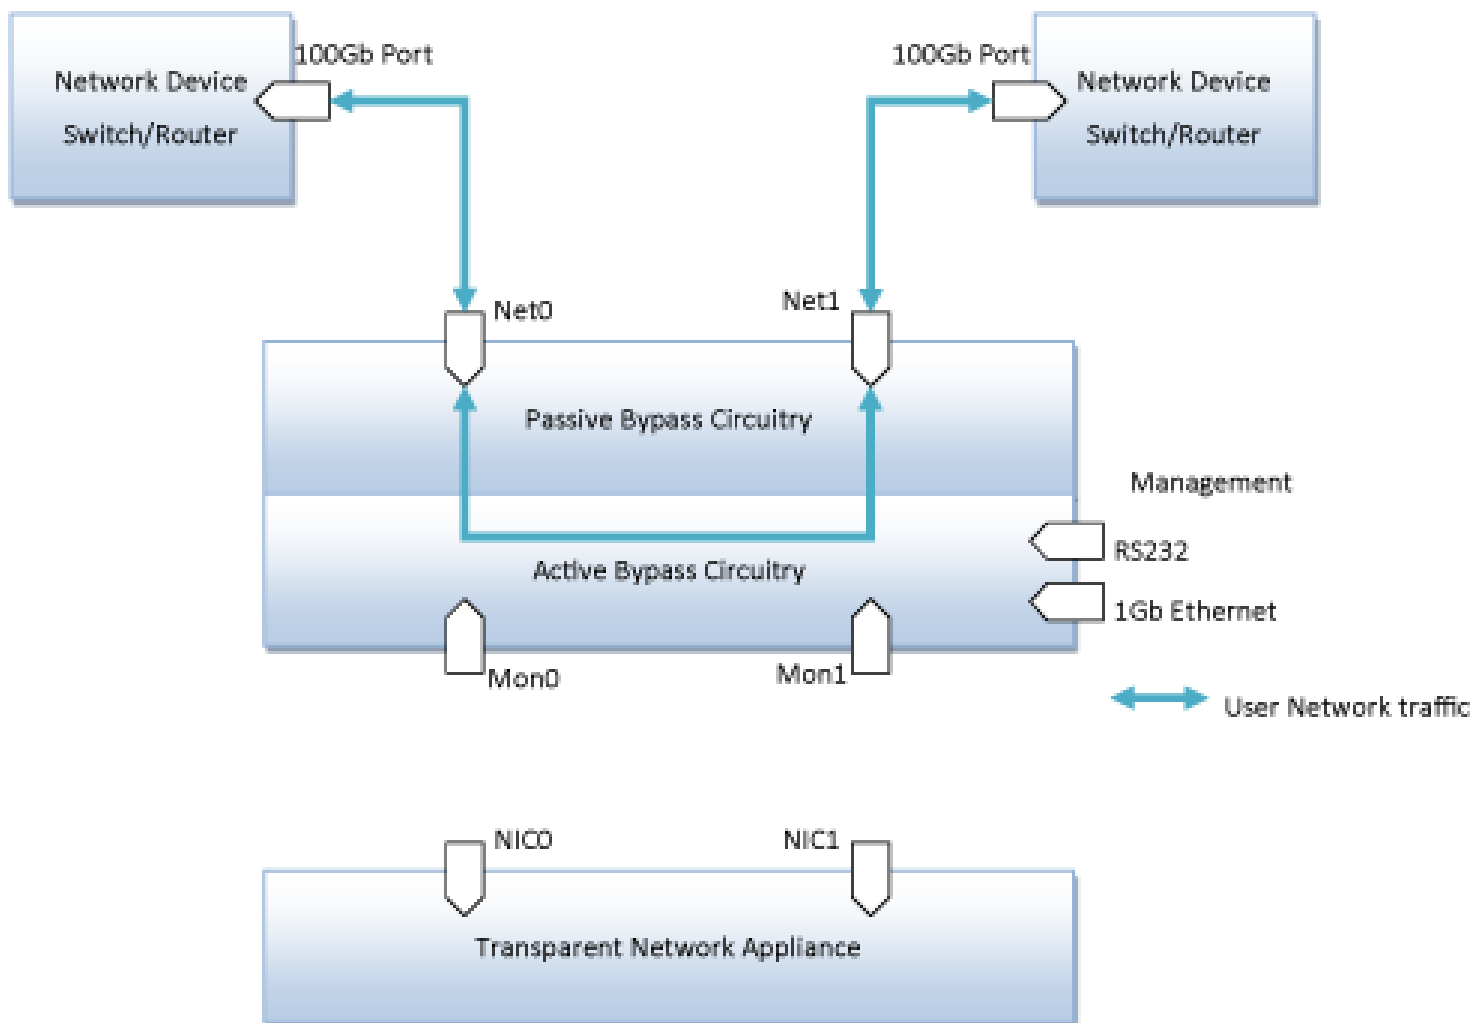 100Gb Port
Network Device
Switch/Router
100Gb Port
Network Device
Switch/Router
Net0
Net1
Passive Bypass Circuitry
Management
RS232
Active Bypass Circuitry
1Gb Ethernet
Mon0
Mon1
User Network traffic
NIC0
NIC1
Transparent Network Appliance